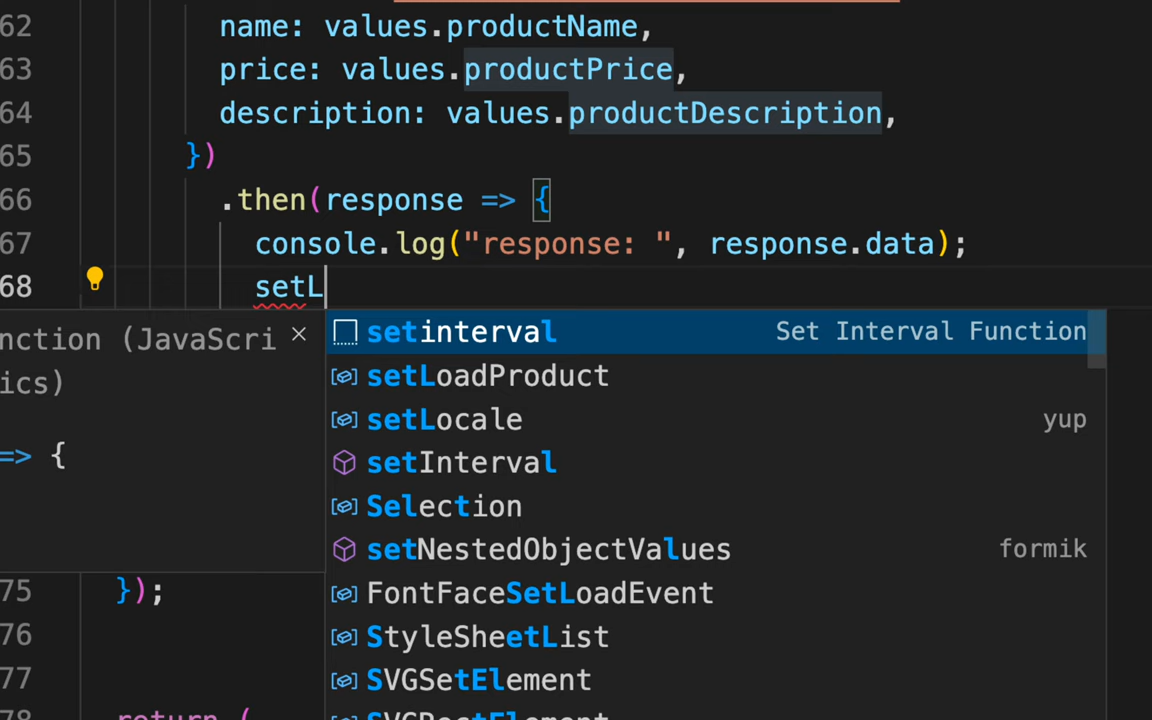 62 name: values.productName,
63 price: values.productPrice,
64 description: values.productDescription,
65 })
66 .then(response => {
67 console.log("response: ", response.data);
68 setL
nction (JavaScri ×
ics)
=> {
setinterval Set Interval Function
setLoadProduct
setLocale yup
setInterval
Selection
setNestedObjectValues formik
FontFaceSetLoadEvent
StyleSheetList
SVGSetElement
75 });
76
77
78 return (